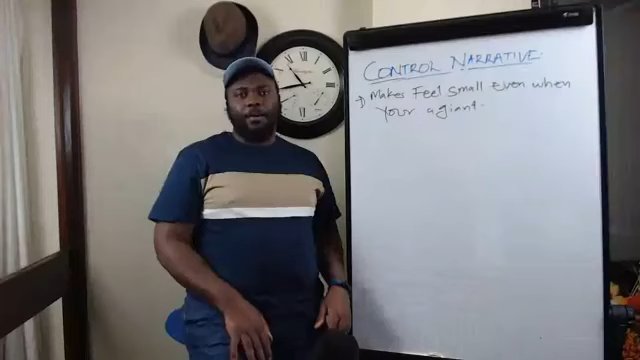 CONTROL NARRATIVE
→ Makes Feel small even when
your a giant.